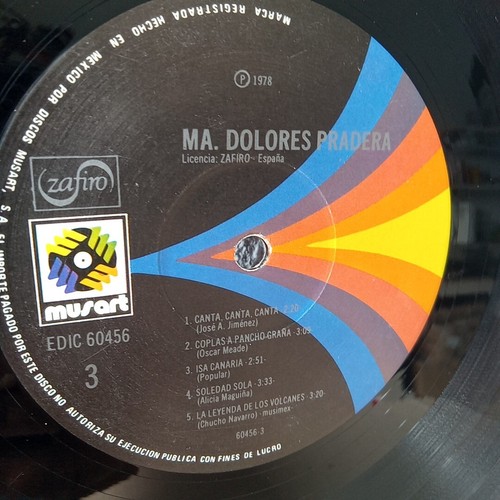 MARCA REGISTRADA HECHO EN MEXICO POR DISCOS MUSART, S. A. EL IMPORTE PAGADO POR ESTE DISCO NO AUTORIZA SU EJECUCION PUBLICA CON FINES DE LUCRO
P 1978
MA. DOLORES PRADERA
Licencia: ZAFIRO - España
zafiro
musart
EDIC 60456
3
1. CANTA, CANTA, CANTA 2:30
(José A. Jiménez)
2. COPLAS A PANCHO GRAÑA 3:09
(Oscar Meade)
3. ISA CANARIA - 2:51
(Popular)
4. SOLEDAD SOLA - 3:33
(Alicia Maguiña)
5. LA LEYENDA DE LOS VOLCANES - 3:20
(Chucho Navarro) - musimex
60456-3